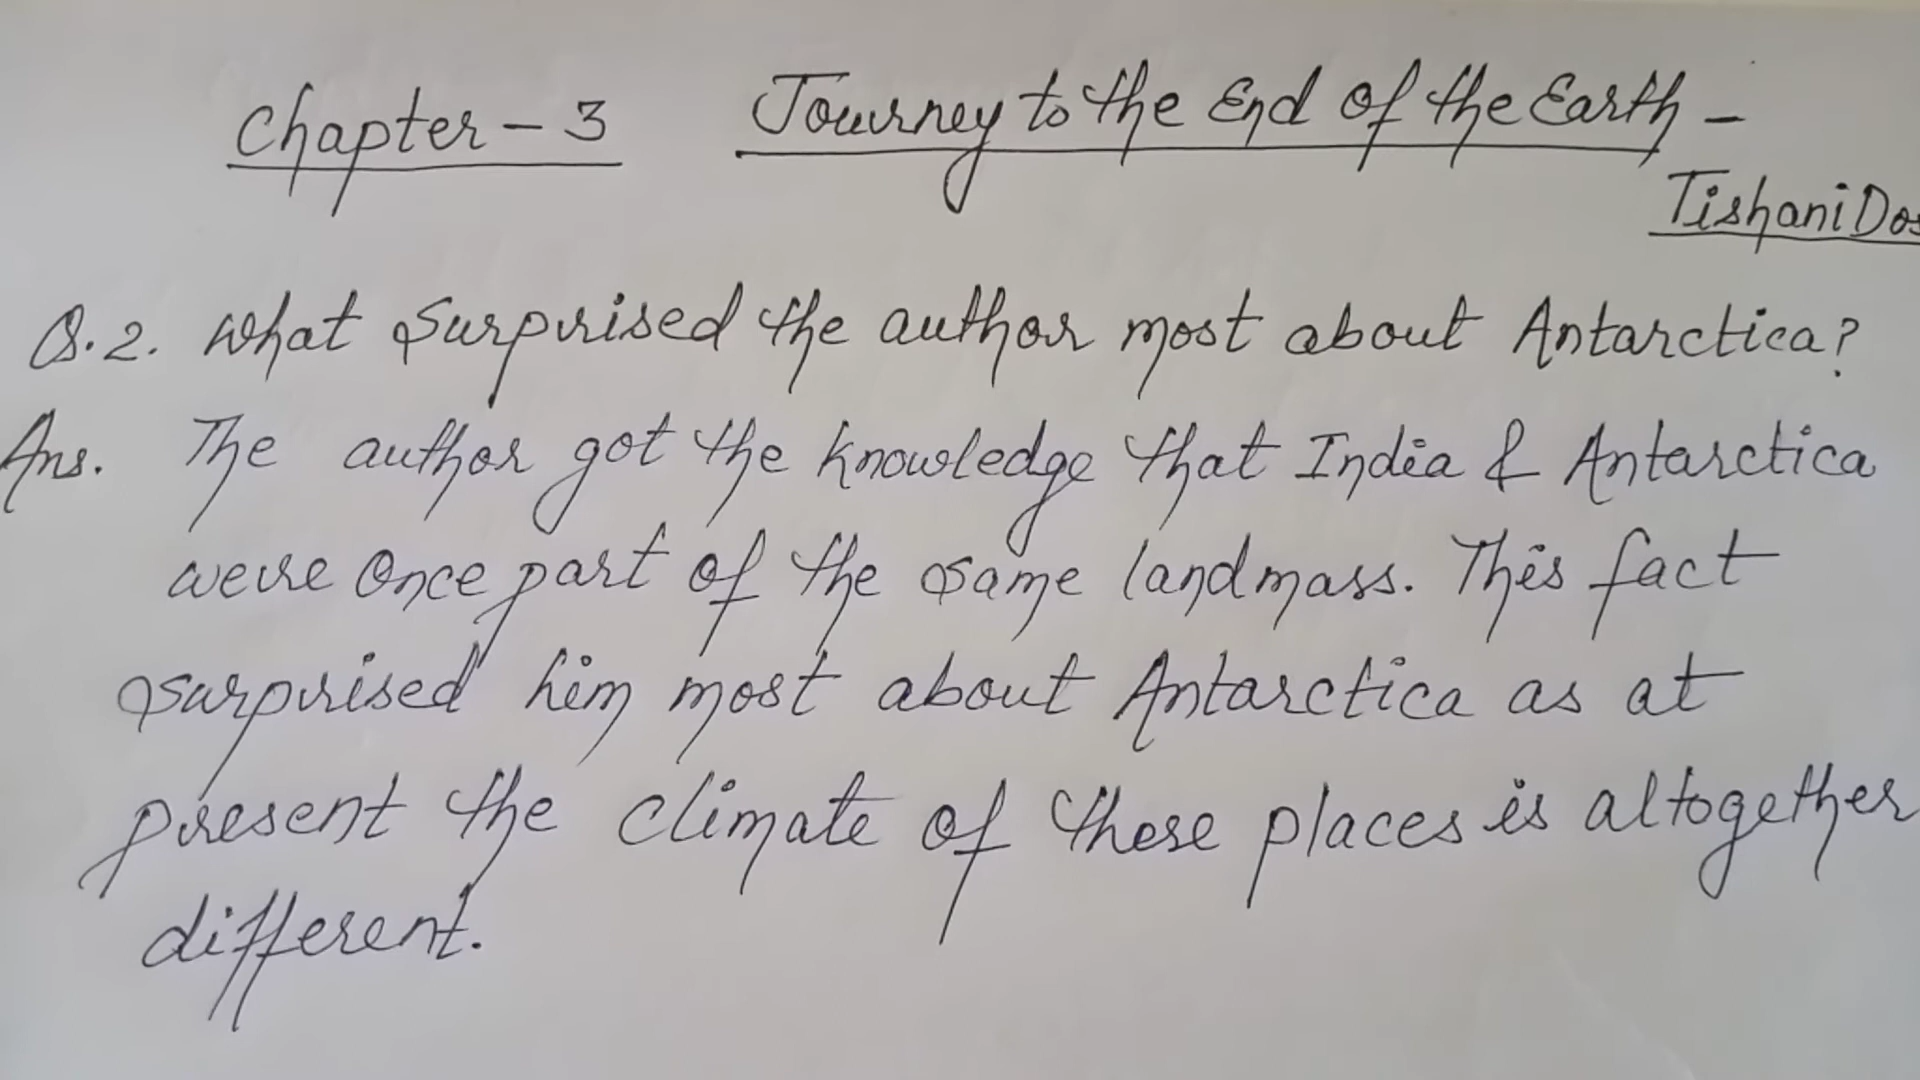 Chapter - 3 Journey to the End of the Earth -
Tishani Dos
Q.2. What surprised the author most about Antarctica?
Ans. The author got the knowledge that India & Antarctica
were once part of the same landmass. This fact
surprised him most about Antarctica as at
present the climate of these places is altogether
different.